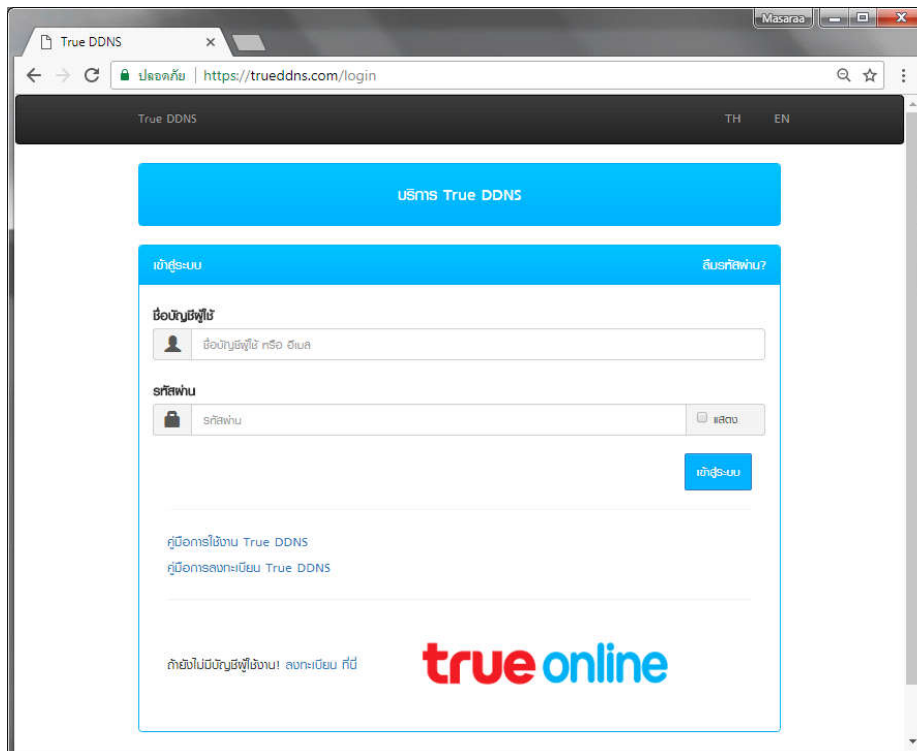 Masaraa
True DDNS
ปลอดภัย | https://trueddns.com/login
True DDNS TH EN
บริการ True DDNS
เข้าสู่ระบบ ลืมรหัสผ่าน?
ชื่อบัญชีผู้ใช้
ชื่อบัญชีผู้ใช้ หรือ อีเมล
รหัสผ่าน
รหัสผ่าน แสดง
เข้าสู่ระบบ
คู่มือการใช้งาน True DDNS
คู่มือการลงทะเบียน True DDNS
ถ้ายังไม่มีบัญชีผู้ใช้งาน! ลงทะเบียน ที่นี่
true online